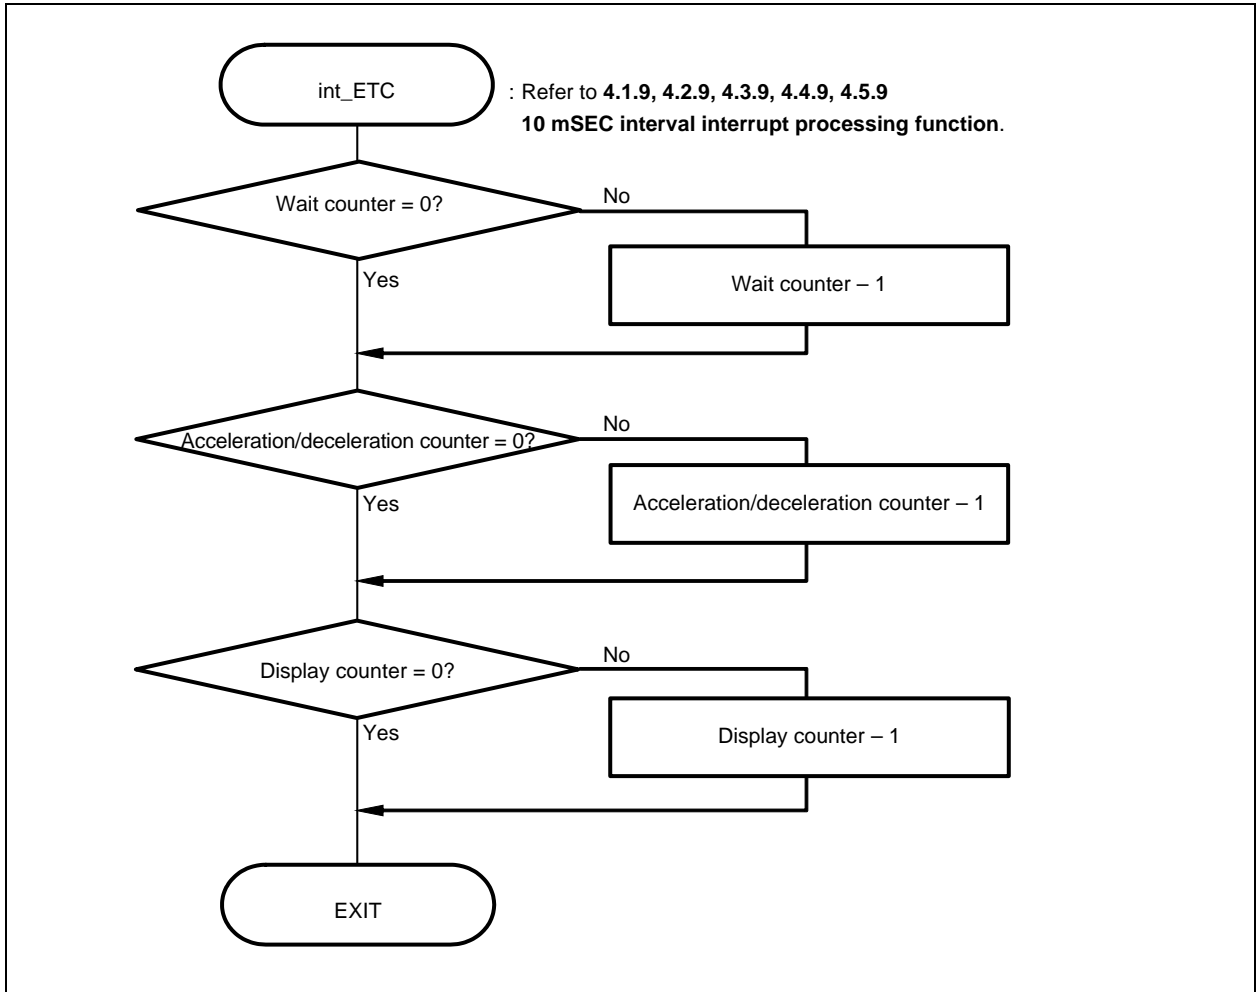 int_ETC
: Refer to 4.1.9, 4.2.9, 4.3.9, 4.4.9, 4.5.9
10 mSEC interval interrupt processing function.
Wait counter = 0?
No
Yes
Wait counter – 1
Acceleration/deceleration counter = 0?
No
Yes
Acceleration/deceleration counter – 1
Display counter = 0?
No
Yes
Display counter – 1
EXIT